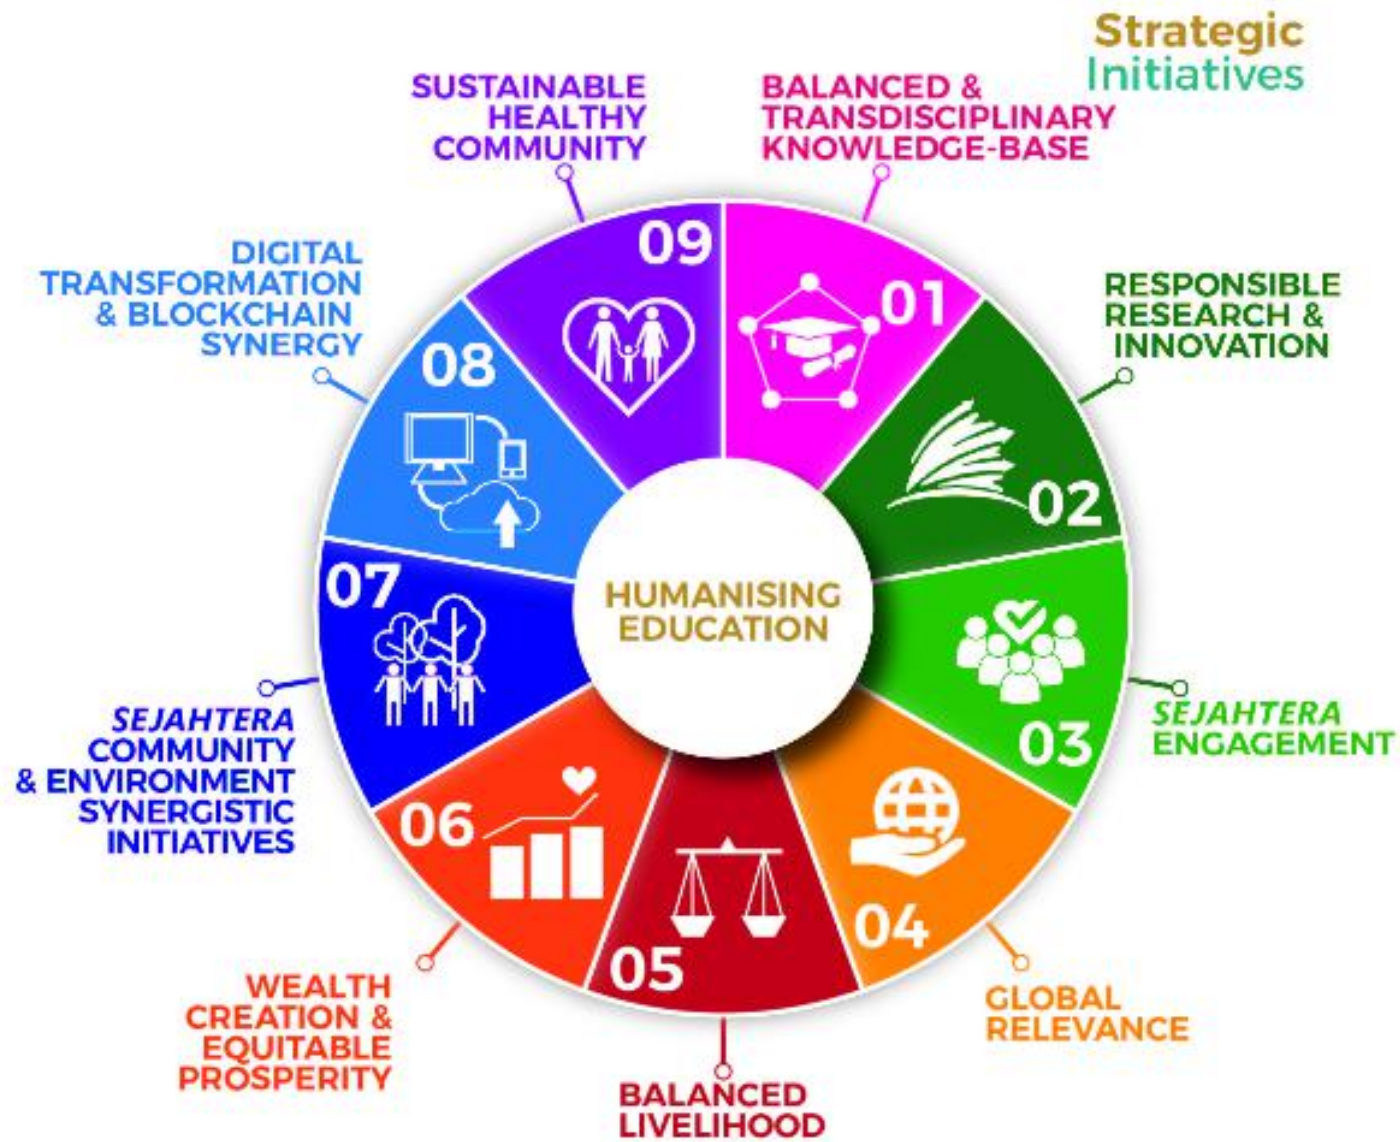 Strategic
Initiatives
BALANCED &
TRANSDISCIPLINARY
KNOWLEDGE-BASE
01
RESPONSIBLE
RESEARCH &
INNOVATION
02
SEJAHTERA
ENGAGEMENT
03
GLOBAL
RELEVANCE
04
BALANCED
LIVELIHOOD
05
WEALTH
CREATION &
EQUITABLE
PROSPERITY
06
SEJAHTERA
COMMUNITY
& ENVIRONMENT
SYNERGISTIC
INITIATIVES
07
DIGITAL
TRANSFORMATION
& BLOCKCHAIN
SYNERGY
08
SUSTAINABLE
HEALTHY
COMMUNITY
09
HUMANISING
EDUCATION